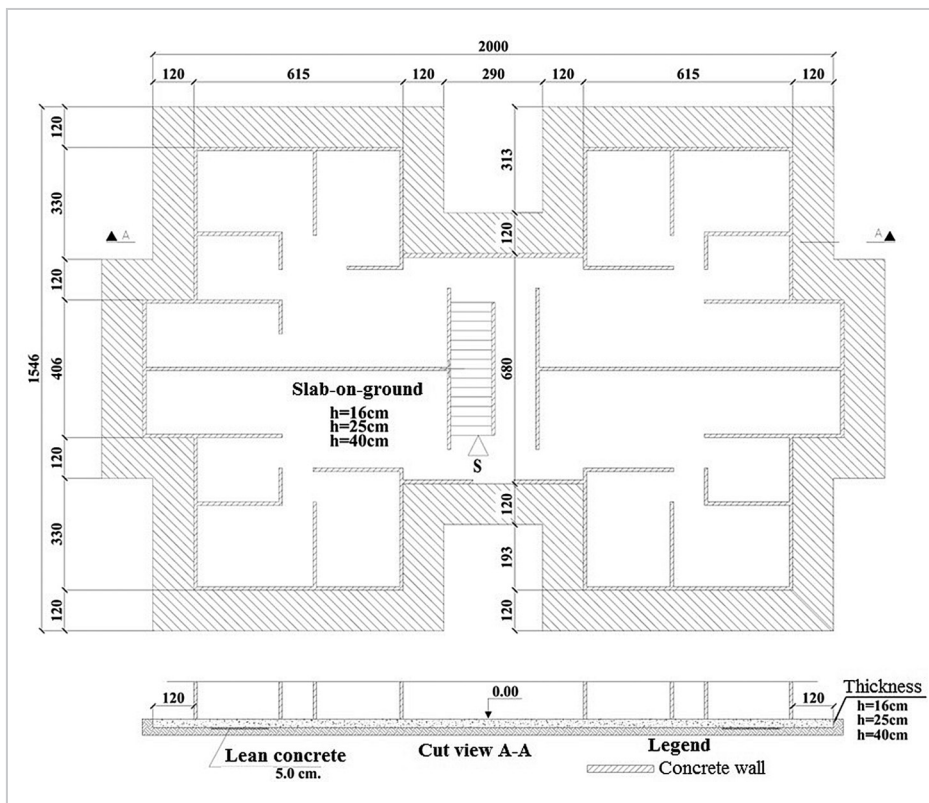 2000
120 615 120 290 120 615 120
120
330
120
406
120
330
120
1546
313
120
680
120
193
120
A A
Slab-on-ground
h=16cm
h=25cm
h=40cm
S
120 0.00 120
Thickness
h=16cm
h=25cm
h=40cm
Lean concrete
5.0 cm.
Cut view A-A
Legend
Concrete wall